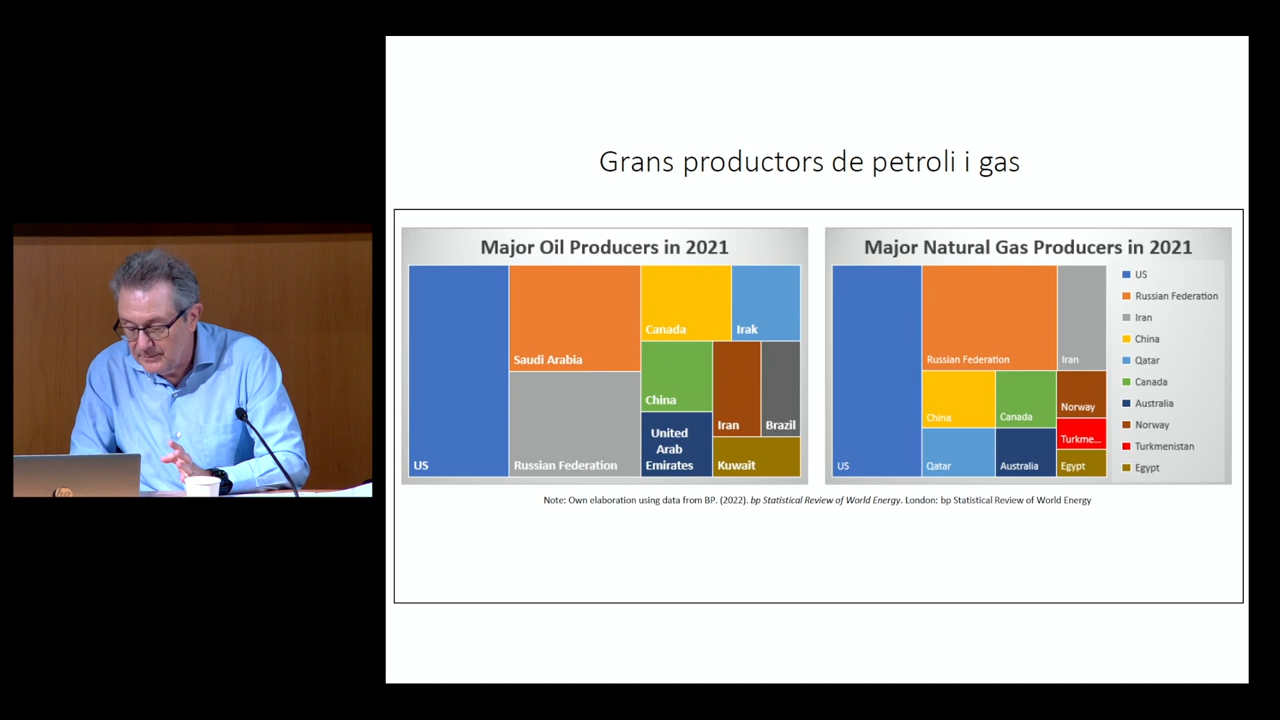 Grans productors de petroli i gas
Major Oil Producers in 2021
US
Saudi Arabia
Russian Federation
Canada
Irak
China
United
Arab
Emirates
Iran
Brazil
Kuwait
Major Natural Gas Producers in 2021
US
Russian Federation
Iran
China
Canada
Norway
Turkme...
Qatar
Australia
Egypt
US
Russian Federation
Iran
China
Qatar
Canada
Australia
Norway
Turkmenistan
Egypt
Note: Own elaboration using data from BP. (2022). bp Statistical Review of World Energy. London: bp Statistical Review of World Energy
hp